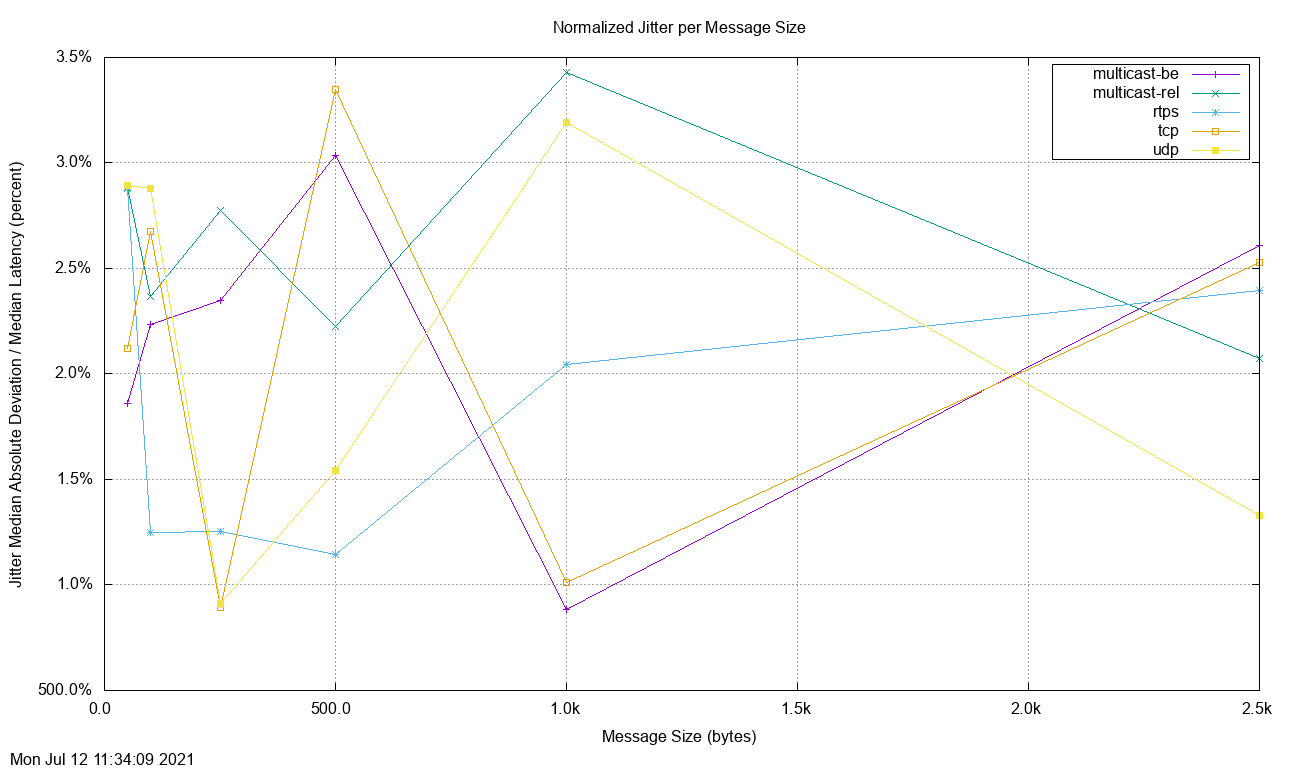 Normalized Jitter per Message Size
3.5%
3.0%
2.5%
2.0%
1.5%
1.0%
500.0%
Jitter Median Absolute Deviation / Median Latency (percent)
multicast-be
multicast-rel
rtps
tcp
udp
0.0
500.0
1.0k
1.5k
2.0k
2.5k
Message Size (bytes)
Mon Jul 12 11:34:09 2021